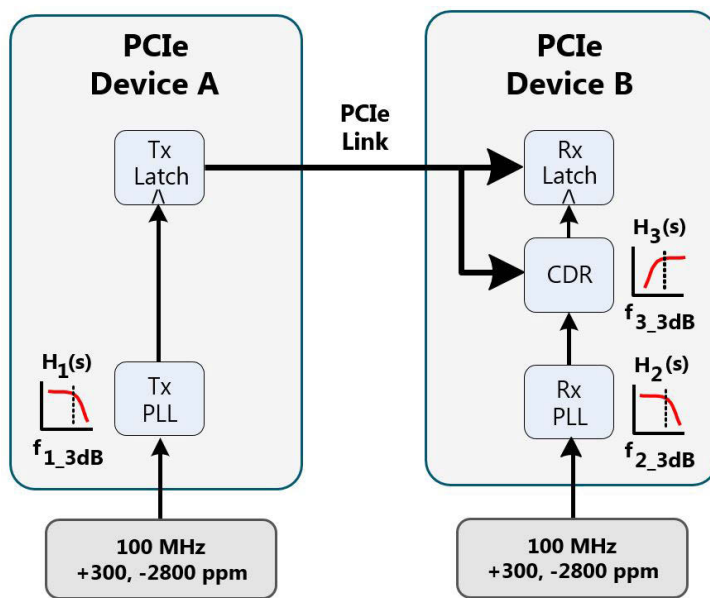 PCIe
Device A
PCIe
Device B
PCIe
Link
Tx
Latch
Rx
Latch
H3(s)
CDR
f3_3dB
H1(s)
Tx
PLL
f1_3dB
H2(s)
Rx
PLL
f2_3dB
100 MHz
+300, -2800 ppm
100 MHz
+300, -2800 ppm